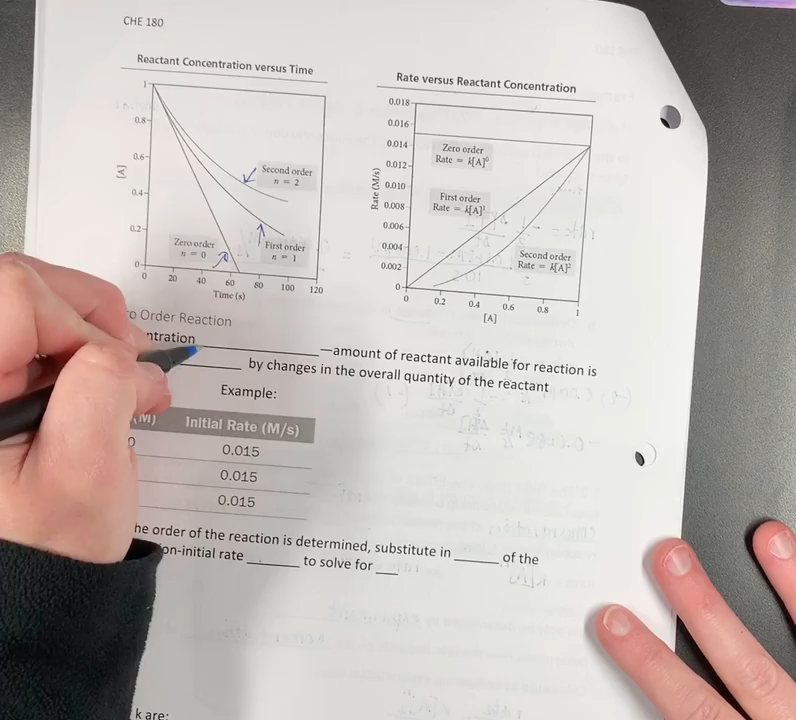 CHE 180
Reactant Concentration versus Time
1
0.8
0.6
0.4
0.2
0
[A]
Second order
n = 2
First order
n = 1
Zero order
n = 0
0 20 40 60 80 100 120
Time (s)
Rate versus Reactant Concentration
0.018
0.016
0.014
0.012
0.010
0.008
0.006
0.004
0.002
0
Rate (M/s)
Zero order
Rate = k[A]⁰
First order
Rate = k[A]¹
Second order
Rate = k[A]²
0 0.2 0.4 0.6 0.8 1
[A]
o Order Reaction
ntration ________________—amount of reactant available for reaction is
________ by changes in the overall quantity of the reactant
Example:
(M) Initial Rate (M/s)
0.015
0.015
0.015
he order of the reaction is determined, substitute in ______ of the
on-initial rate _______ to solve for ___
k are: